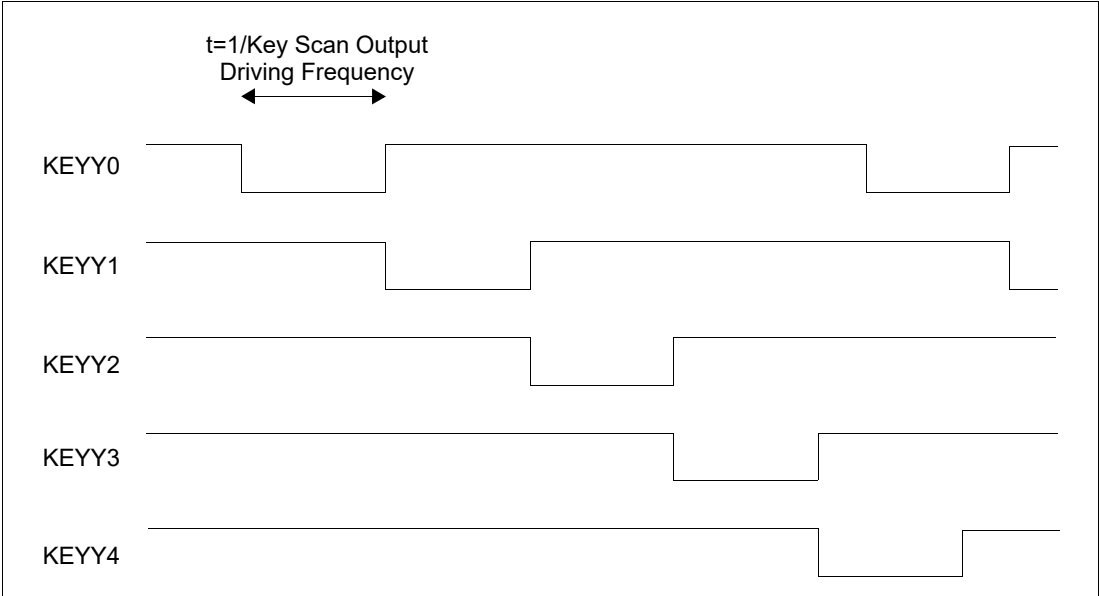 t=1/Key Scan Output
Driving Frequency
KEYY0
KEYY1
KEYY2
KEYY3
KEYY4